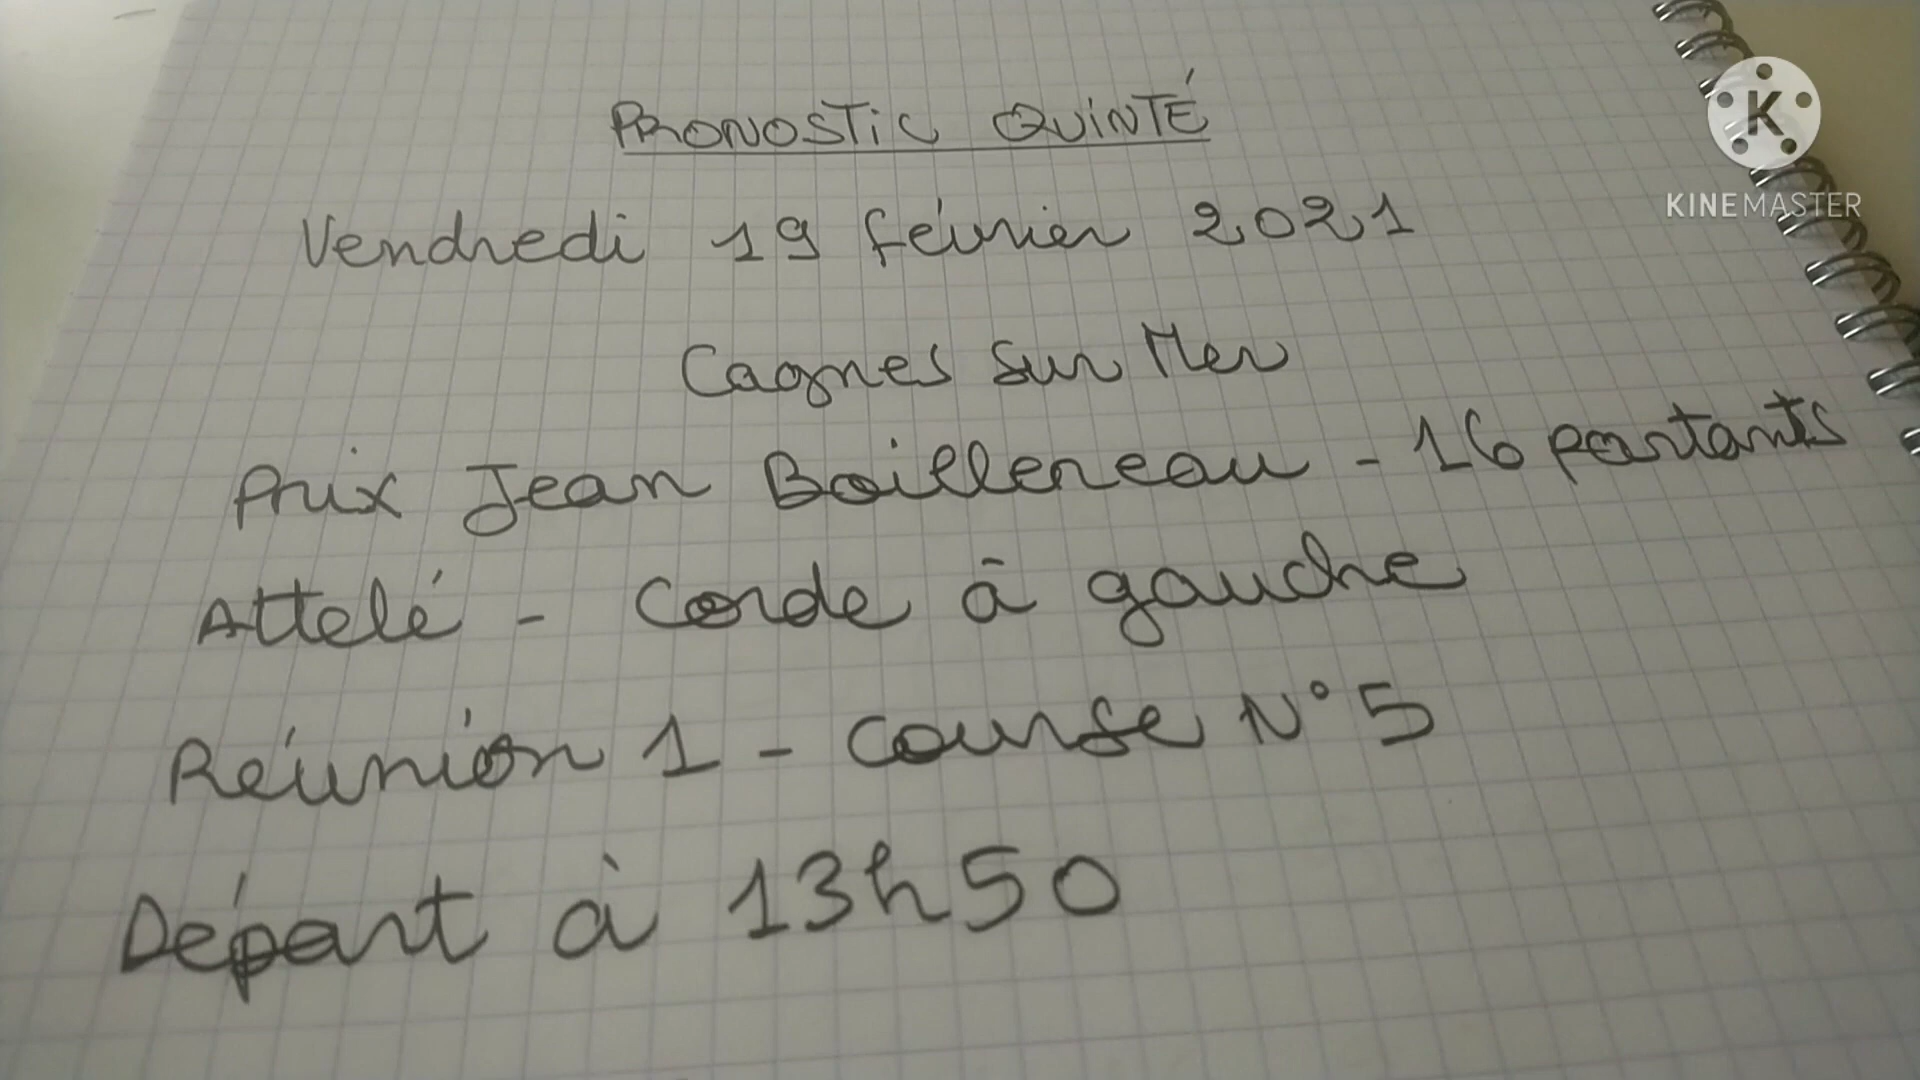 PRONOSTIC QUINTÉ
Vendredi 19 février 2021
Cagnes sur Mer
Prix Jean Boillereau - 16 partants
Attelé - Corde à gauche
Réunion 1 - Course N° 5
Départ à 13h50
K
KINEMASTER